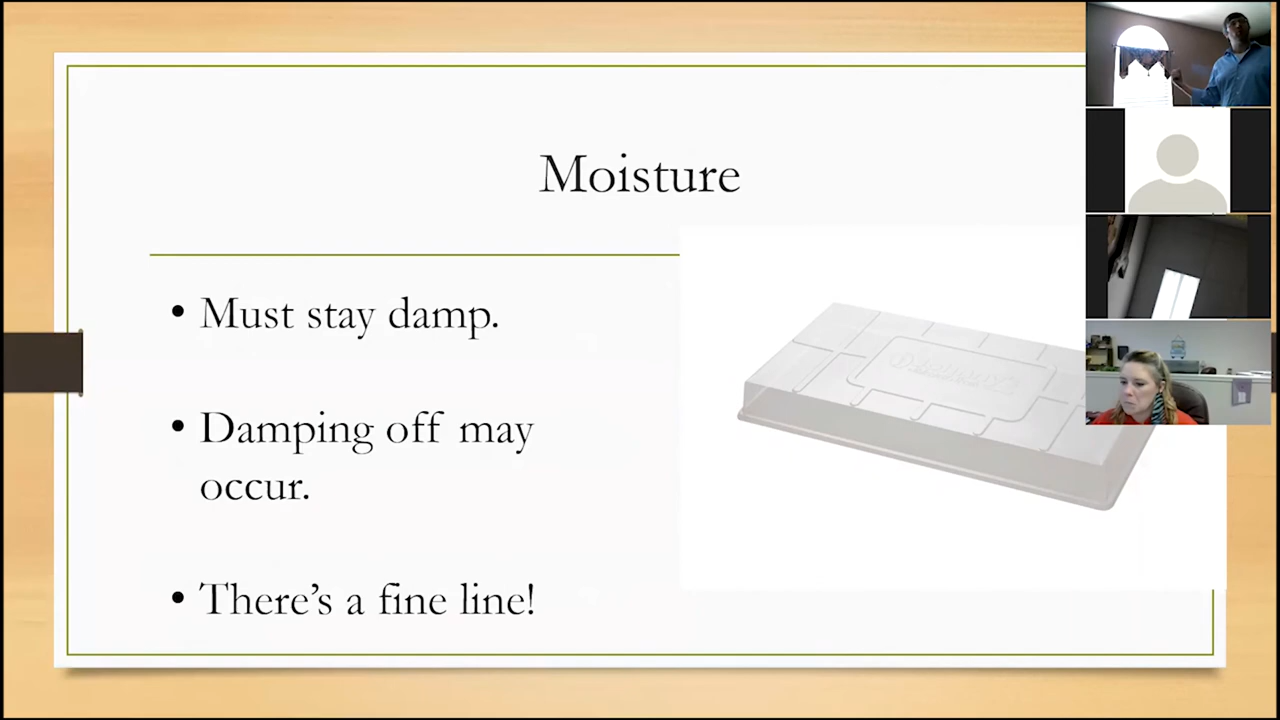 Moisture
• Must stay damp.
• Damping off may
occur.
• There's a fine line!